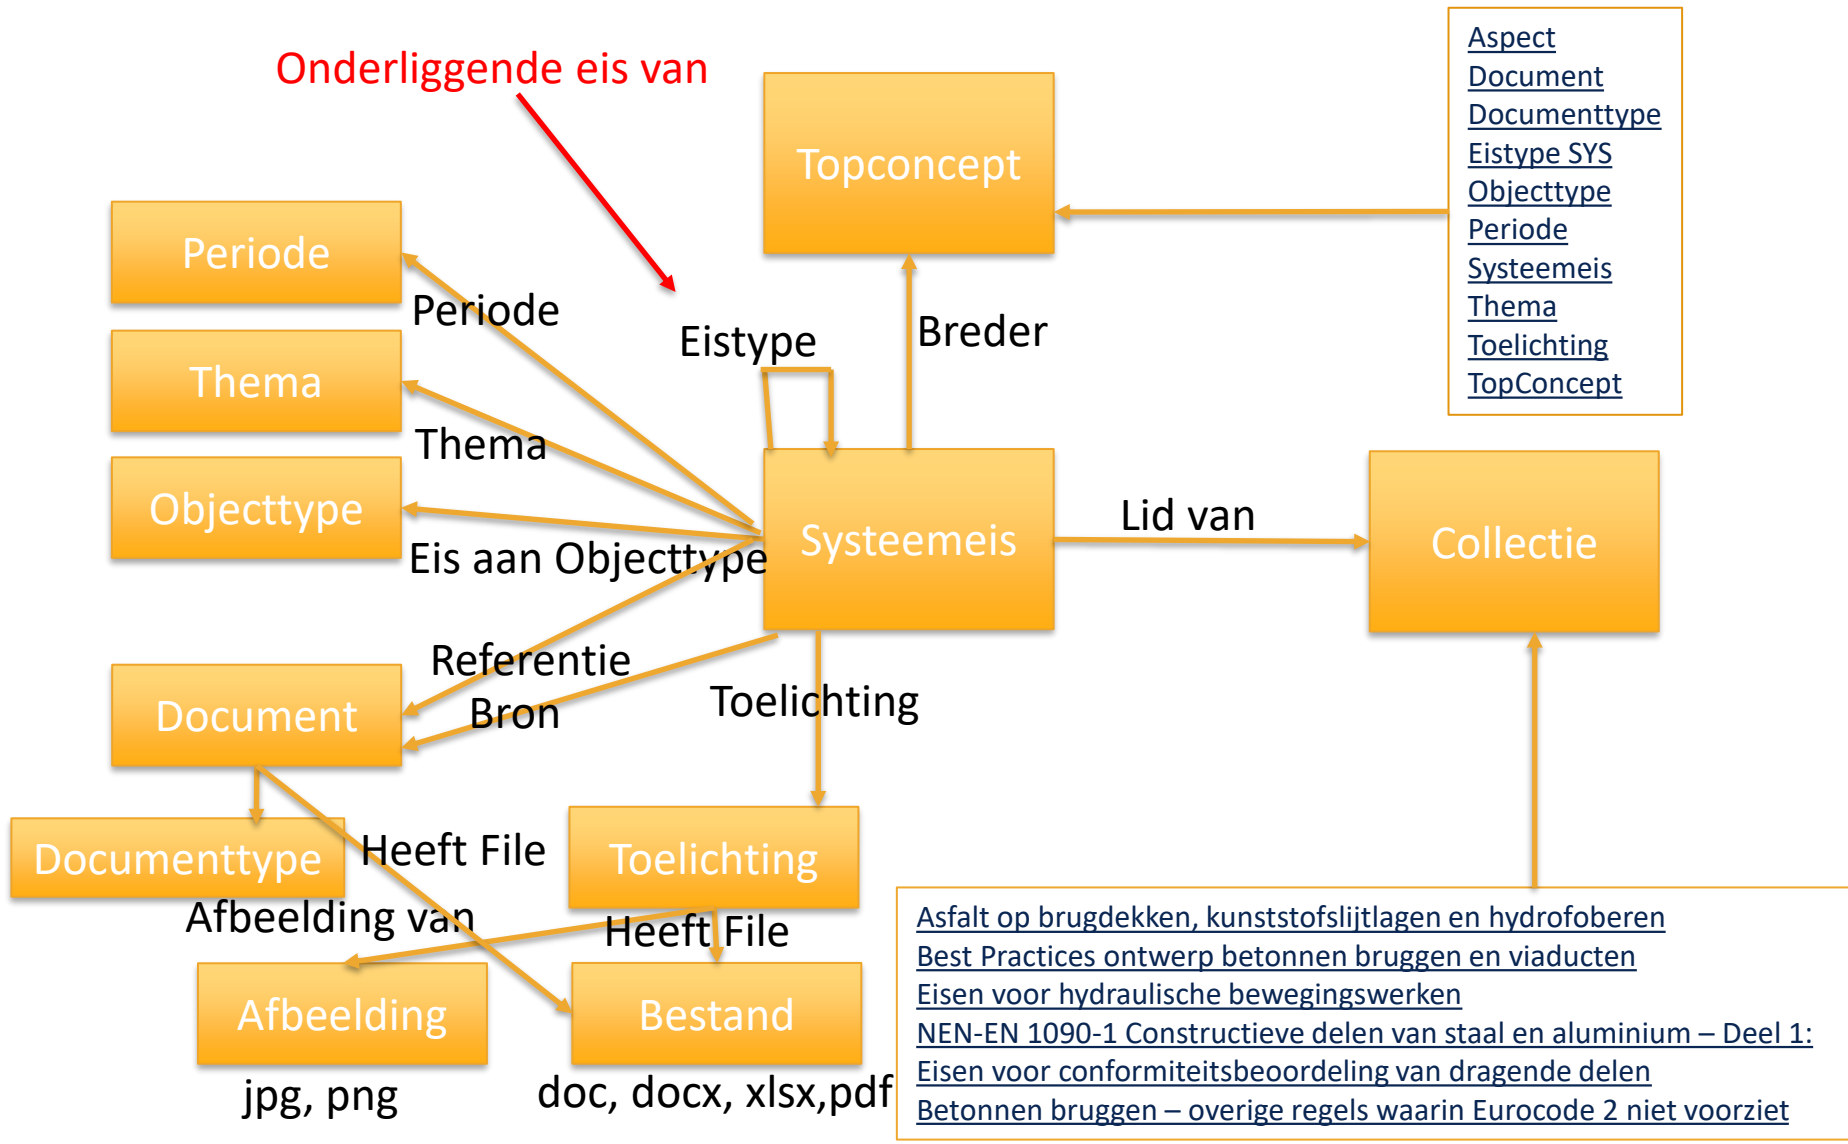 Onderliggende eis van
Topconcept
Aspect
Document
Documenttype
Eistype SYS
Objecttype
Periode
Systeemeis
Thema
Toelichting
TopConcept
Periode
Periode
Eistype
Breder
Thema
Thema
Objecttype
Eis aan Objecttype
Systeemeis
Lid van
Collectie
Referentie
Document
Bron
Toelichting
Documenttype
Heeft File
Toelichting
Afbeelding van
Heeft File
Afbeelding
Bestand
jpg, png
doc, docx, xlsx,pdf
Asfalt op brugdekken, kunststofslijtlagen en hydrofoberen
Best Practices ontwerp betonnen bruggen en viaducten
Eisen voor hydraulische bewegingswerken
NEN-EN 1090-1 Constructieve delen van staal en aluminium – Deel 1:
Eisen voor conformiteitsbeoordeling van dragende delen
Betonnen bruggen – overige regels waarin Eurocode 2 niet voorziet